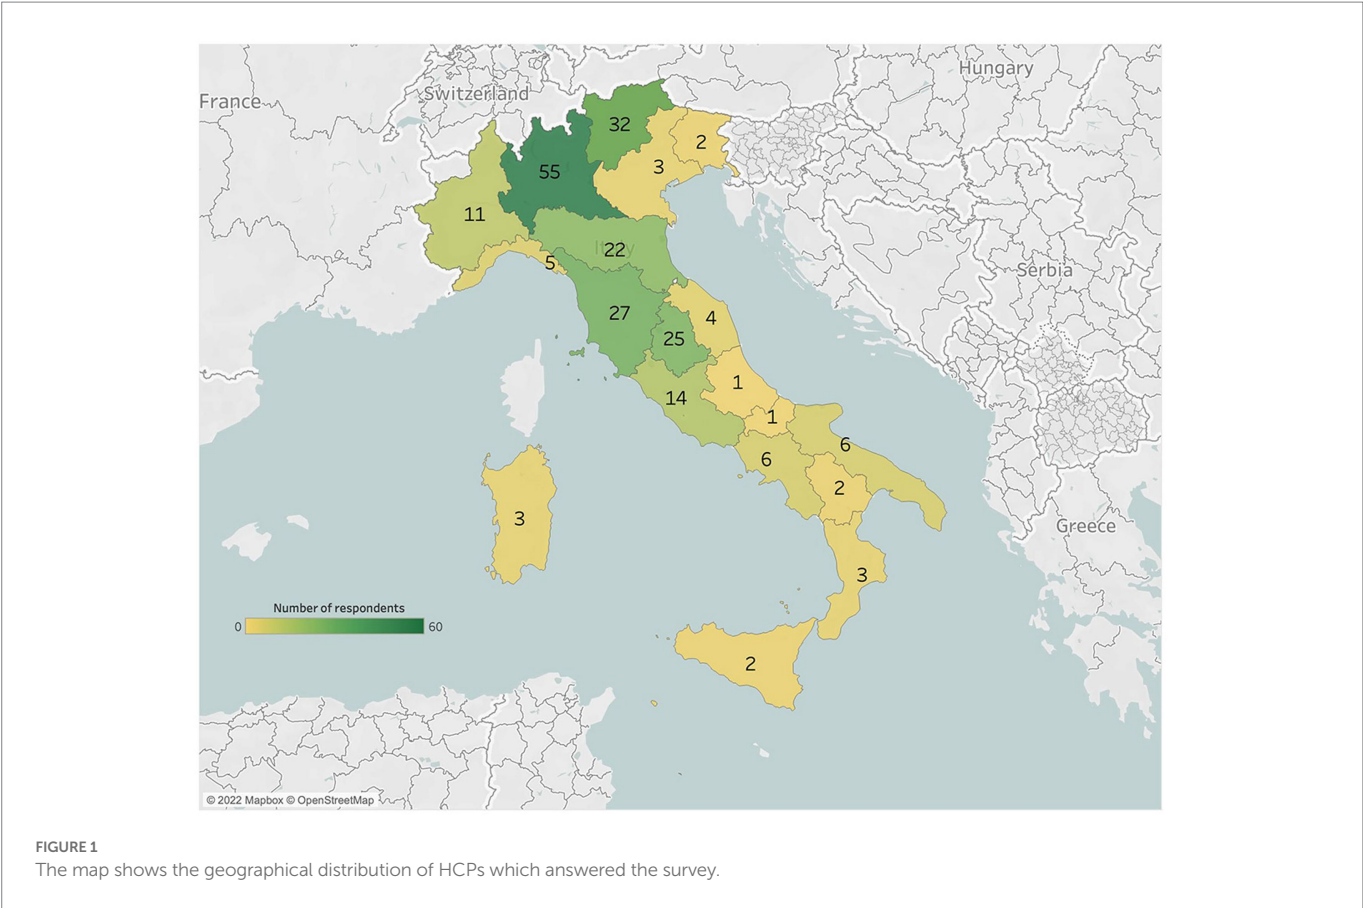 Hungary
Switzerland
France
32
2
3
55
11
22
Italy
5
Serbia
27
4
25
1
14
1
6
6
2
3
Greece
3
Number of respondents
0 60
2
© 2022 Mapbox © OpenStreetMap
FIGURE 1
The map shows the geographical distribution of HCPs which answered the survey.